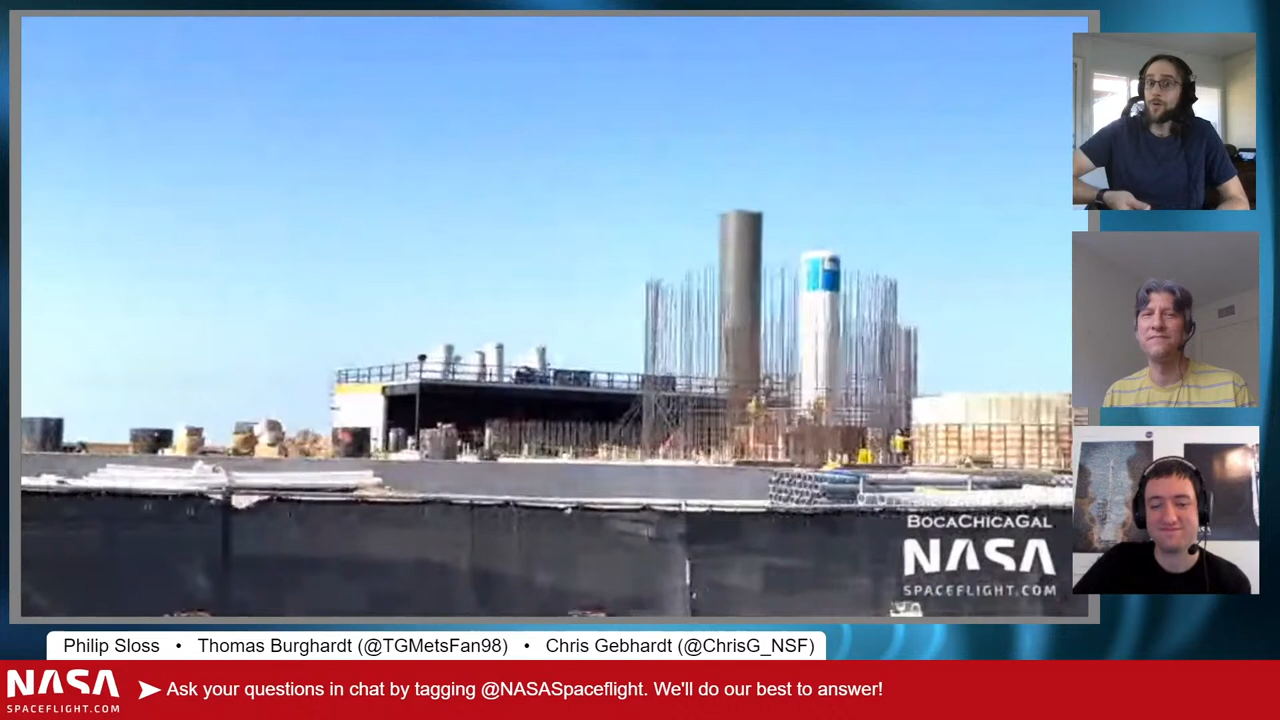 BOCACHICAGAL
NASA
SPACEFLIGHT.COM
Philip Sloss • Thomas Burghardt (@TGMetsFan98) • Chris Gebhardt (@ChrisG_NSF)
NASA
SPACEFLIGHT.COM
Ask your questions in chat by tagging @NASASpaceflight. We'll do our best to answer!